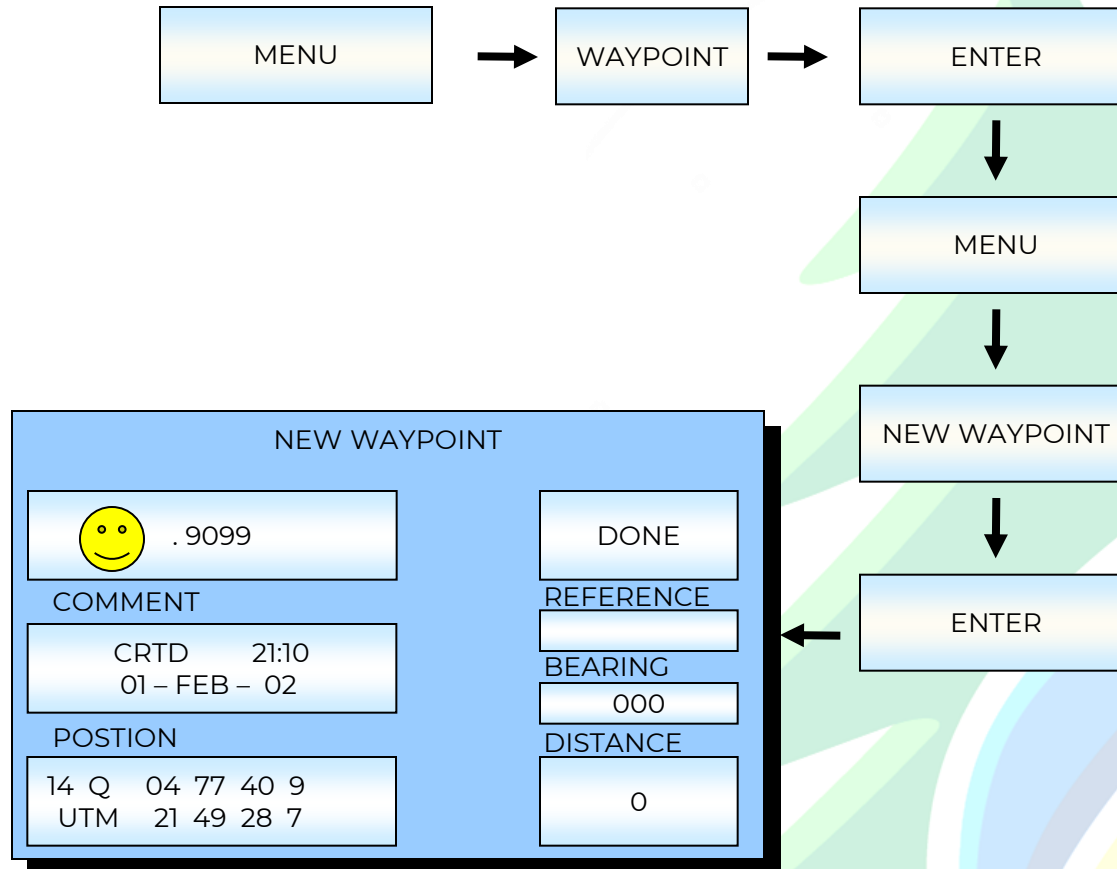 MENU
WAYPOINT
ENTER
MENU
NEW WAYPOINT
ENTER
NEW WAYPOINT
. 9099
DONE
COMMENT
REFERENCE
CRTD 21:10
01 – FEB – 02
BEARING
000
POSTION
DISTANCE
14 Q 04 77 40 9
UTM 21 49 28 7
0